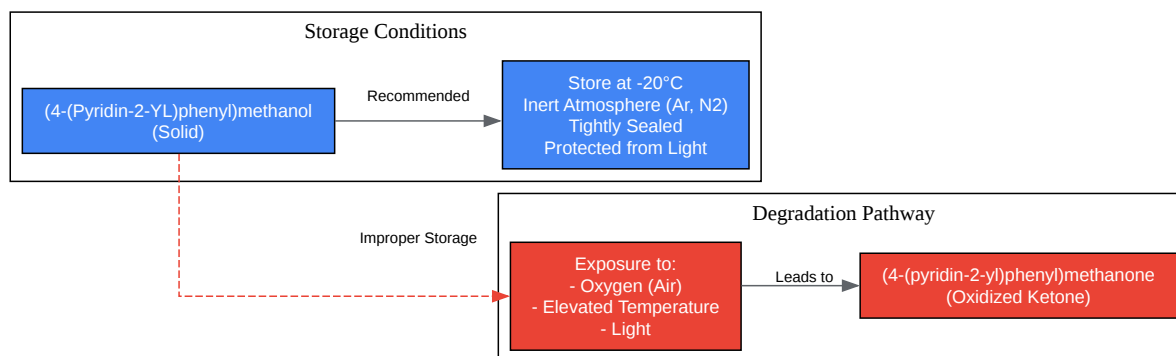 Storage Conditions
(4-(Pyridin-2-YL)phenyl)methanol
(Solid)
Recommended
Store at -20°C
Inert Atmosphere (Ar, N2)
Tightly Sealed
Protected from Light
Improper Storage
Degradation Pathway
Exposure to:
- Oxygen (Air)
- Elevated Temperature
- Light
Leads to
(4-(pyridin-2-yl)phenyl)methanone
(Oxidized Ketone)